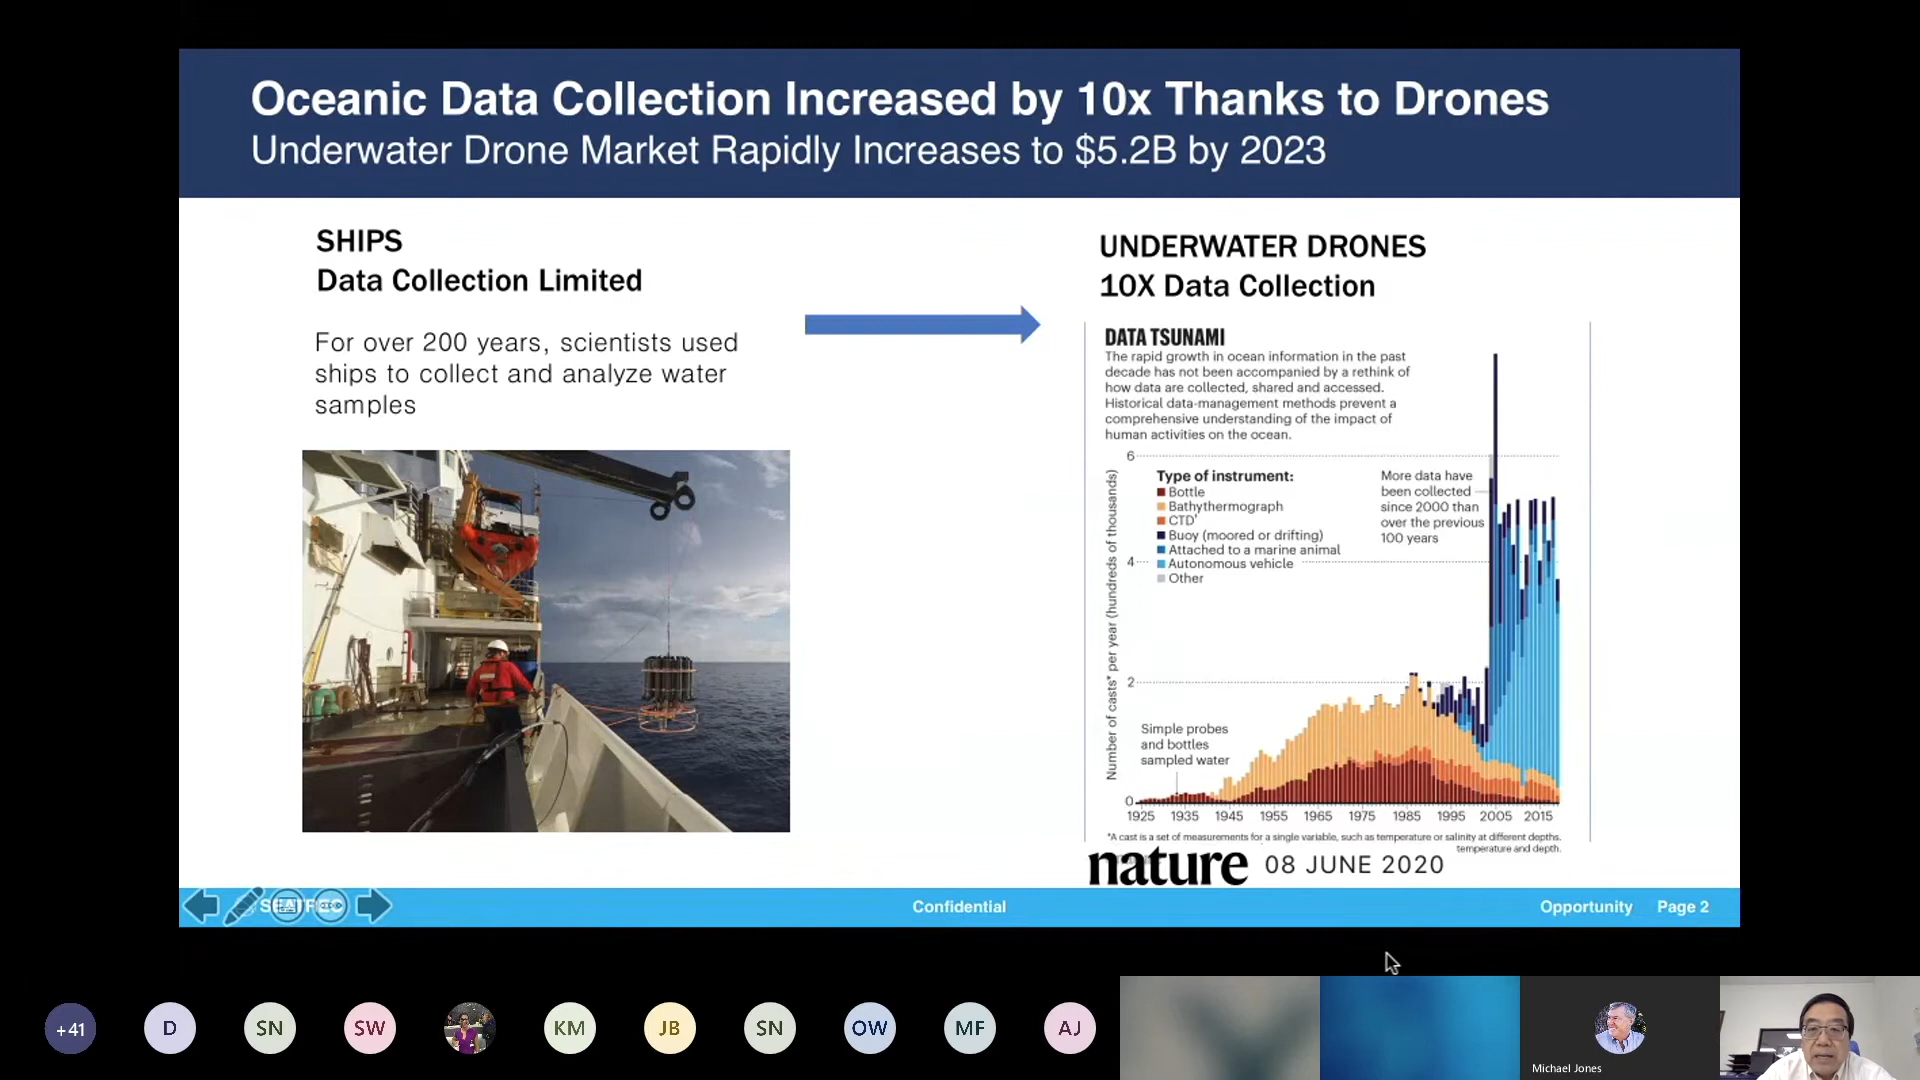 Oceanic Data Collection Increased by 10x Thanks to Drones
Underwater Drone Market Rapidly Increases to $5.2B by 2023
SHIPS
Data Collection Limited
For over 200 years, scientists used
ships to collect and analyze water
samples
UNDERWATER DRONES
10X Data Collection
DATA TSUNAMI
The rapid growth in ocean information in the past
decade has not been accompanied by a rethink of
how data are collected, shared and accessed.
Historical data-management methods prevent a
comprehensive understanding of the impact of
human activities on the ocean.
Number of casts* per year (hundreds of thousands)
6
4
2
0
Type of instrument:
Bottle
Bathythermograph
CTD†
Buoy (moored or drifting)
Attached to a marine animal
Autonomous vehicle
Other
More data have
been collected
since 2000 than
over the previous
100 years
Simple probes
and bottles
sampled water
1925 1935 1945 1955 1965 1975 1985 1995 2005 2015
*A cast is a set of measurements for a single variable, such as temperature or salinity at different depths.
temperature and depth.
nature 08 JUNE 2020
SEATREC
Confidential
Opportunity Page 2
+41 D SN SW KM JB SN OW MF AJ
Michael Jones